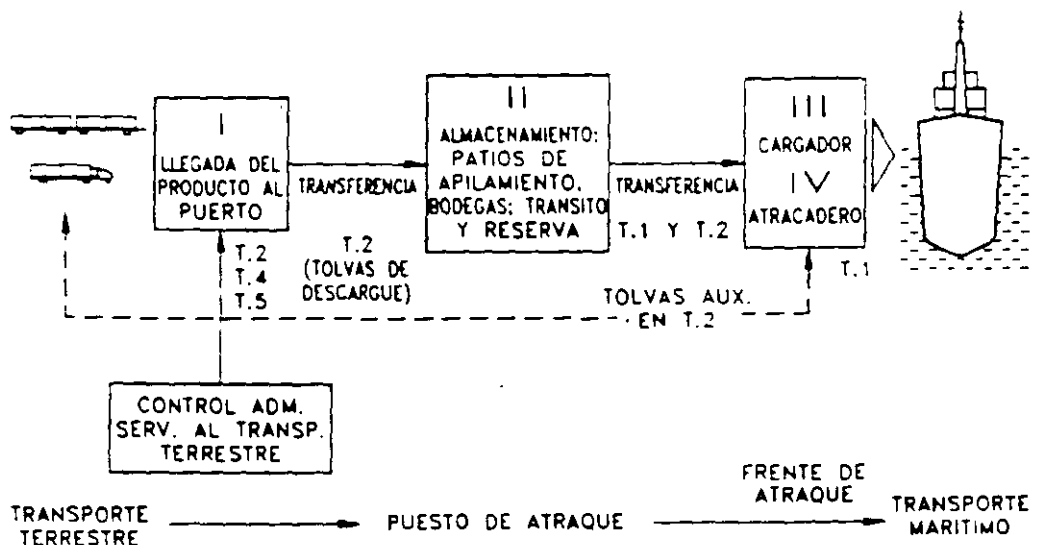 I
LLEGADA DEL
PRODUCTO AL
PUERTO
TRANSFERENCIA
T.2
(TOLVAS DE
DESCARGUE)
II
ALMACENAMIENTO:
PATIOS DE
APILAMIENTO.
BODEGAS: TRANSITO
Y RESERVA
TRANSFERENCIA
T.1 Y T.2
III
CARGADOR
IV
ATRACADERO
T.1
T.2
T.4
T.5
TOLVAS AUX.
EN T.2
CONTROL ADM.
SERV. AL TRANSP.
TERRESTRE
TRANSPORTE
TERRESTRE
PUESTO DE ATRAQUE
FRENTE DE
ATRAQUE
TRANSPORTE
MARITIMO